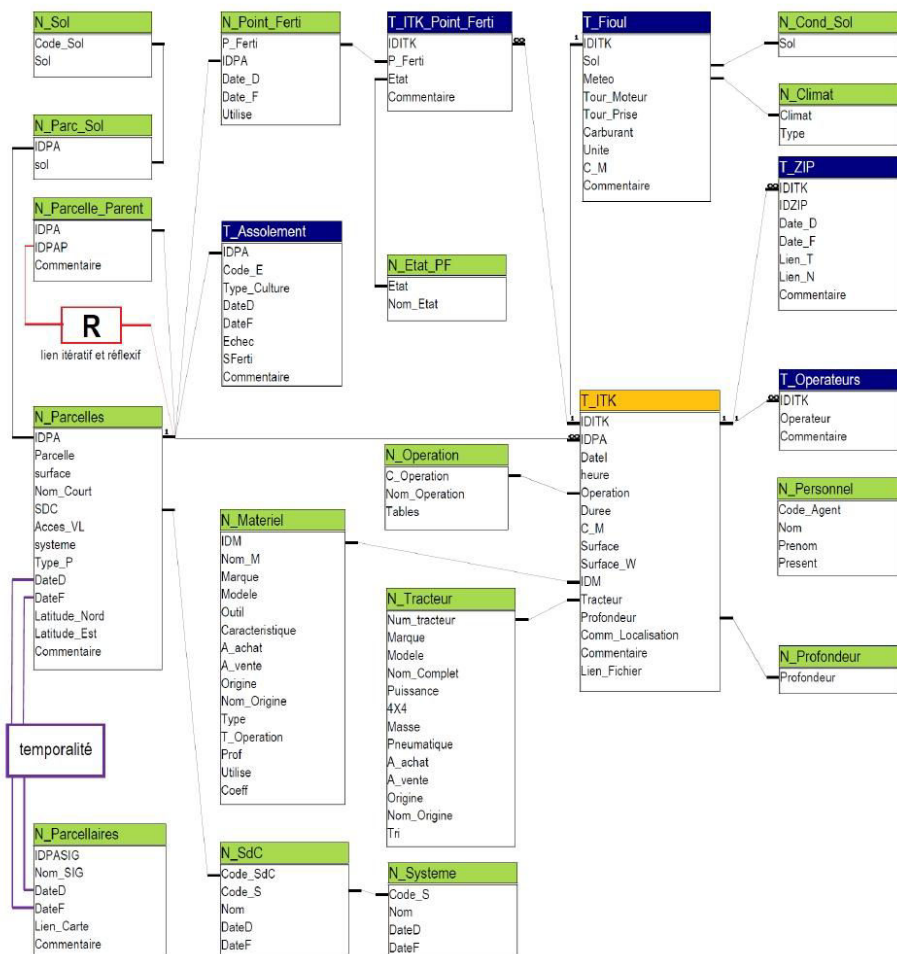 N_Sol
Code_Sol
Sol
N_Parc_Sol
IDPA
sol
N_Parcelle_Parent
IDPA
IDPAP
Commentaire
R
lien itératif et réflexif
N_Parcelles
IDPA
Parcelle
surface
Nom_Court
SDC
Acces_VL
systeme
Type_P
DateD
DateF
Latitude_Nord
Latitude_Est
Commentaire
temporalité
N_Parcellaires
IDPASIG
Nom_SIG
DateD
DateF
Lien_Carte
Commentaire
N_Point_Ferti
P_Ferti
IDPA
Date_D
Date_F
Utilise
T_Assolement
IDPA
Code_E
Type_Culture
DateD
DateF
Echec
SFerti
Commentaire
1
N_Materiel
IDM
Nom_M
Marque
Modele
Outil
Caracteristique
A_achat
A_vente
Origine
Nom_Origine
Type
T_Operation
Prof
Utilise
Coeff
N_SdC
Code_SdC
Code_S
Nom
DateD
DateF
T_ITK_Point_Ferti
IDITK
P_Ferti
Etat
Commentaire
∞
N_Etat_PF
Etat
Nom_Etat
N_Operation
C_Operation
Nom_Operation
Tables
N_Tracteur
Num_tracteur
Marque
Modele
Nom_Complet
Puissance
4X4
Masse
Pneumatique
A_achat
A_vente
Origine
Nom_Origine
Tri
N_Systeme
Code_S
Nom
DateD
DateF
T_Fioul
1
IDITK
Sol
Meteo
Tour_Moteur
Tour_Prise
Carburant
Unite
C_M
Commentaire
T_ITK
1 1
IDITK
1 1
∞
IDPA
DateI
heure
Operation
Duree
C_M
Surface
Surface_W
IDM
Tracteur
Profondeur
Comm_Localisation
Commentaire
Lien_Fichier
N_Cond_Sol
Sol
N_Climat
Climat
Type
T_ZIP
∞
IDITK
IDZIP
Date_D
Date_F
Lien_T
Lien_N
Commentaire
T_Operateurs
∞
IDITK
Operateur
Commentaire
N_Personnel
Code_Agent
Nom
Prenom
Present
N_Profondeur
Profondeur